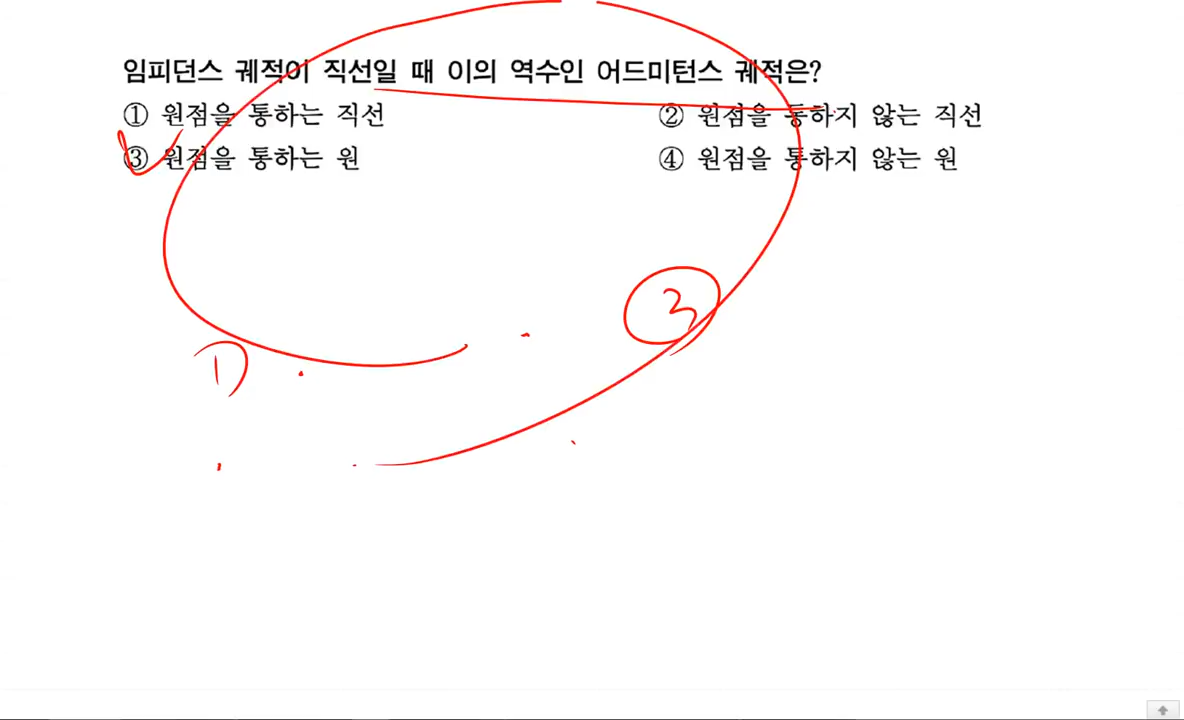 임피던스 궤적이 직선일 때 이의 역수인 어드미턴스 궤적은?
① 원점을 통하는 직선 ② 원점을 통하지 않는 직선
③ 원점을 통하는 원 ④ 원점을 통하지 않는 원
3